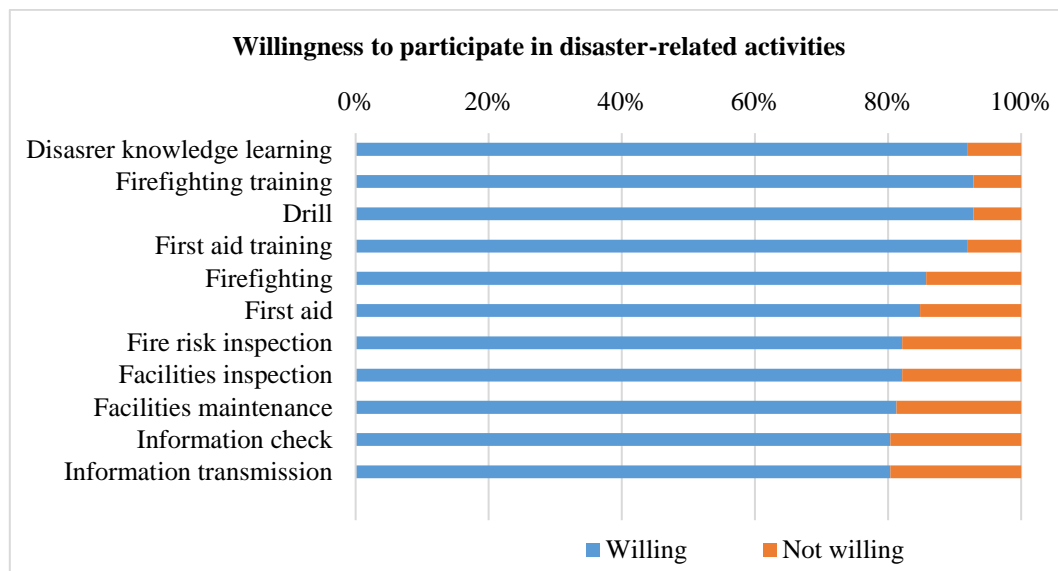 Willingness to participate in disaster-related activities
0% 20% 40% 60% 80% 100%
Disasrer knowledge learning
Firefighting training
Drill
First aid training
Firefighting
First aid
Fire risk inspection
Facilities inspection
Facilities maintenance
Information check
Information transmission
Willing Not willing